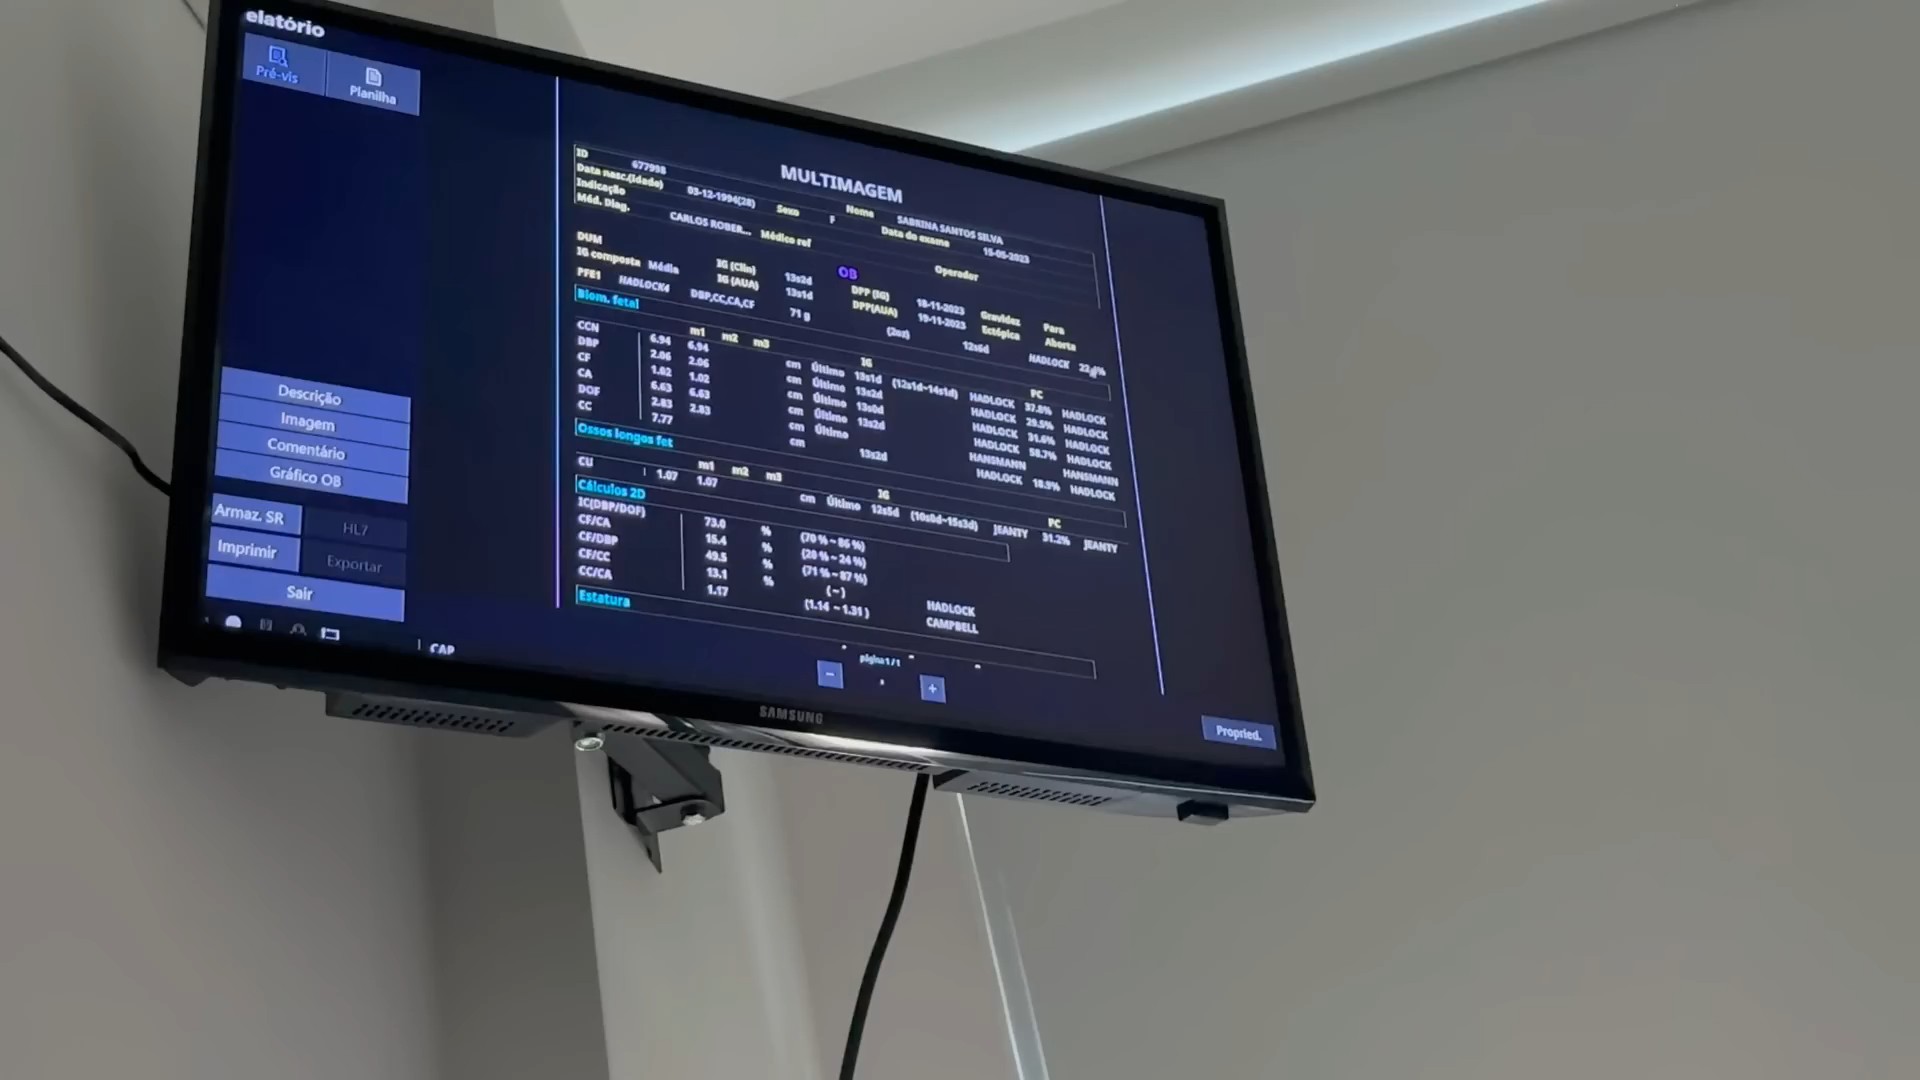 elatório
Pré-vis
Planilha
MULTIMAGEM
ID 677998
Data nasc.(Idade) 03-12-1994(28) Sexo F Nome SABRINA SANTOS SILVA
Indicação Data do exame 15-05-2023
Méd. Diag. CARLOS ROBER... Médico ref Operador
OB
DUM IG (Clin) 13s2d DPP (IG) 18-11-2023 Gravidez Para
IG composta Média IG (AUA) 13s1d DPP(AUA) 19-11-2023 Ectópica Aborta
PFE1 HADLOCK4 DBP,CC,CA,CF 71 g (2oz) 12s6d HADLOCK
Biom. fetal m1 m2 m3 IG PC
CCN 6.94 6.94 cm Último 13s1d (12s1d~14s1d) HADLOCK 37.8% HADLOCK
DBP 2.06 2.06 cm Último 13s2d HADLOCK 29.5% HADLOCK
CF 1.02 1.02 cm Último 13s0d HADLOCK 31.6% HADLOCK
CA 6.63 6.63 cm Último 13s2d HADLOCK 58.7% HADLOCK
DOF 2.83 2.83 cm Último HANSMANN HANSMANN
CC 7.77 cm 13s2d HADLOCK 18.9% HADLOCK
Ossos longos fet m1 m2 m3 IG PC
CU 1.07 1.07 cm Último 12s5d (10s0d~15s3d) JEANTY 31.2% JEANTY
Cálculos 2D
IC(DBP/DOF) 73.0 % (70 % ~ 86 %)
CF/CA 15.4 % (20 % ~ 24 %)
CF/DBP 49.5 % (71 % ~ 87 %)
CF/CC 13.1 % ( ~ ) HADLOCK
CC/CA 1.17 (1.14 ~ 1.31 ) CAMPBELL
Estatura
Descrição
Imagem
Comentário
Gráfico OB
Armaz. SR HL7
Imprimir Exportar
Sair
CAP
página 1 / 1
- +
Propried.
SAMSUNG